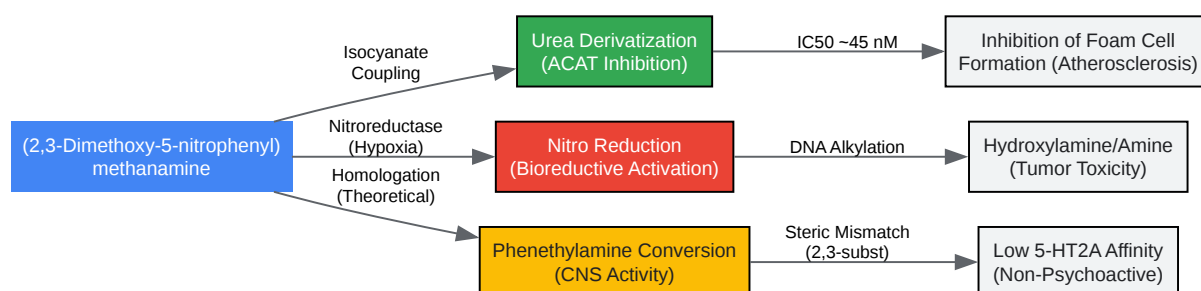 Isocyanate
Coupling
Urea Derivatization
(ACAT Inhibition)
IC50 ~45 nM
Inhibition of Foam Cell
Formation (Atherosclerosis)
(2,3-Dimethoxy-5-nitrophenyl)
methanamine
Nitroreductase
(Hypoxia)
Nitro Reduction
(Bioreductive Activation)
DNA Alkylation
Hydroxylamine/Amine
(Tumor Toxicity)
Homologation
(Theoretical)
Phenethylamine Conversion
(CNS Activity)
Steric Mismatch
(2,3-subst)
Low 5-HT2A Affinity
(Non-Psychoactive)